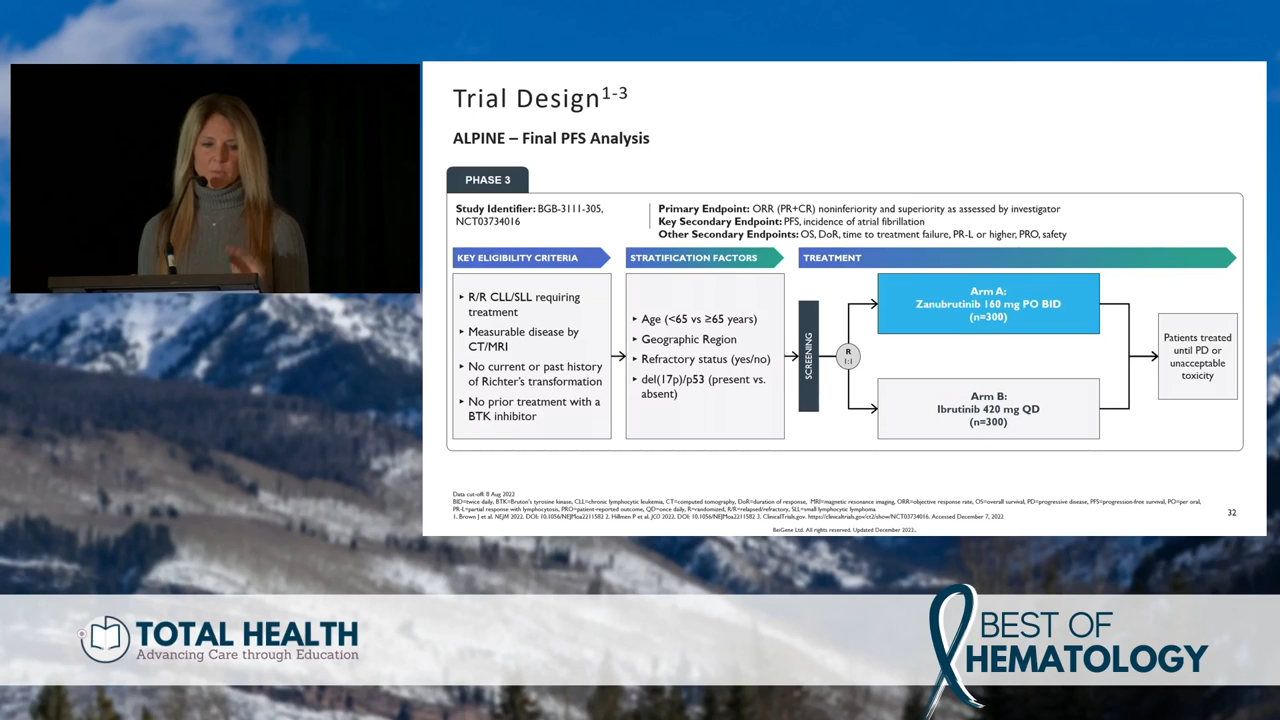 Trial Design1-3
ALPINE – Final PFS Analysis
PHASE 3
Study Identifier: BGB-3111-305,
NCT03734016
Primary Endpoint: ORR (PR+CR) noninferiority and superiority as assessed by investigator
Key Secondary Endpoint: PFS, incidence of atrial fibrillation
Other Secondary Endpoints: OS, DoR, time to treatment failure, PR-L or higher, PRO, safety
KEY ELIGIBILITY CRITERIA
▸ R/R CLL/SLL requiring
treatment
▸ Measurable disease by
CT/MRI
▸ No current or past history
of Richter's transformation
▸ No prior treatment with a
BTK inhibitor
STRATIFICATION FACTORS
▸ Age (<65 vs ≥65 years)
▸ Geographic Region
▸ Refractory status (yes/no)
▸ del(17p)/p53 (present vs.
absent)
TREATMENT
SCREENING
R
1:1
Arm A:
Zanubrutinib 160 mg PO BID
(n=300)
Arm B:
Ibrutinib 420 mg QD
(n=300)
Patients treated
until PD or
unacceptable
toxicity
Data cut-off: 8 Aug 2022
BID=twice daily, BTK=Bruton's tyrosine kinase, CLL=chronic lymphocytic leukemia, CT=computed tomography, DoR=duration of response, MRI=magnetic resonance imaging, ORR=objective response rate, OS=overall survival, PD=progressive disease, PFS=progression-free survival, PO=per oral,
PR-L=partial response with lymphocytosis, PRO=patient-reported outcome, QD=once daily, R=randomized, R/R=relapsed/refractory, SLL=small lymphocytic lymphoma
1. Brown J et al. NEJM 2022. DOI: 10.1056/NEJMoa2211582 2. Hillmen P et al. JCO 2022. DOI: 10.1056/NEJMoa2211582 3. ClinicalTrials.gov. https://clinicaltrials.gov/ct2/show/NCT03734016. Accessed December 7, 2022
32
BeiGene Ltd. All rights reserved. Updated December 2022..
TOTAL HEALTH
Advancing Care through Education
BEST OF
HEMATOLOGY